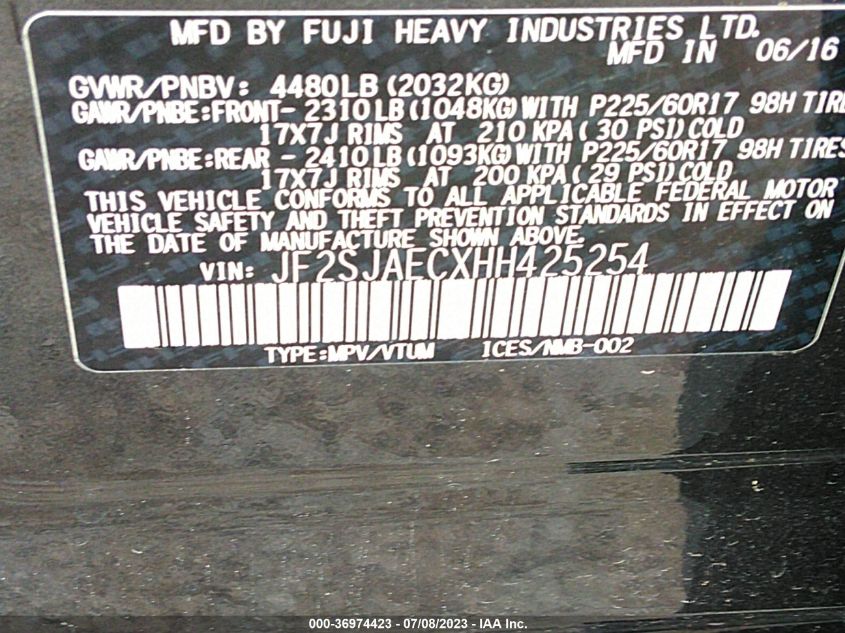 MFD BY FUJI HEAVY INDUSTRIES LTD.
MFD IN 06/16
GVWR/PNBV: 4480LB (2032KG)
GAWR/PNBE:FRONT- 2310LB (1048KG) WITH P225/60R17 98H TIRE
17X7J RIMS AT 210 KPA ( 30 PSI) COLD
GAWR/PNBE:REAR - 2410LB (1093KG) WITH P225/60R17 98H TIRES
17X7J RIMS AT 200 KPA ( 29 PSI) COLD
THIS VEHICLE CONFORMS TO ALL APPLICABLE FEDERAL MOTOR
VEHICLE SAFETY AND THEFT PREVENTION STANDARDS IN EFFECT ON
THE DATE OF MANUFACTURE SHOWN ABOVE.
VIN: JF2SJAECXHH425254
TYPE:MPV/VTUM ICES/NMB-002
000-36974423 - 07/08/2023 - IAA Inc.